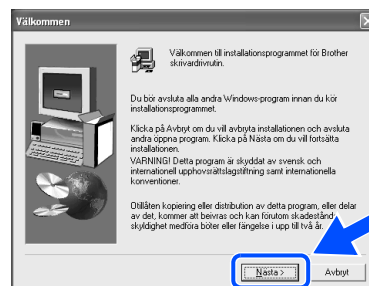 Välkommen
Välkommen till installationsprogrammet för Brother
skrivardrivrutin.
Du bör avsluta alla andra Windows-program innan du kör
installationsprogrammet.
Klicka på Avbryt om du vill avbryta installationen och avsluta
andra öppna program. Klicka på Nästa om du vill fortsätta
installationen.
VARNING! Detta program är skyddat av svensk och
internationell upphovsrättslagstiftning samt internationella
konventioner.
Otillåten kopiering eller distribution av detta program, eller delar
av det, kommer att beivras och kan förutom skadestånds
skyldighet medföra böter eller fängelse i upp till två år.
Nästa >
Avbryt